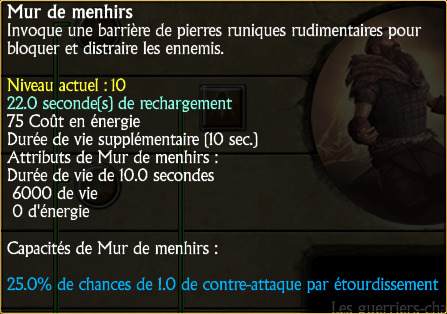 Mur de menhirs
Invoque une barrière de pierres runiques rudimentaires pour
bloquer et distraire les ennemis.
Niveau actuel : 10
22.0 seconde(s) de rechargement
75 Coût en énergie
Durée de vie supplémentaire (10 sec.)
Attributs de Mur de menhirs :
Durée de vie de 10.0 secondes
6000 de vie
0 d'énergie
Capacités de Mur de menhirs :
25.0% de chances de 1.0 de contre-attaque par étourdissement
Les guerriers-cha